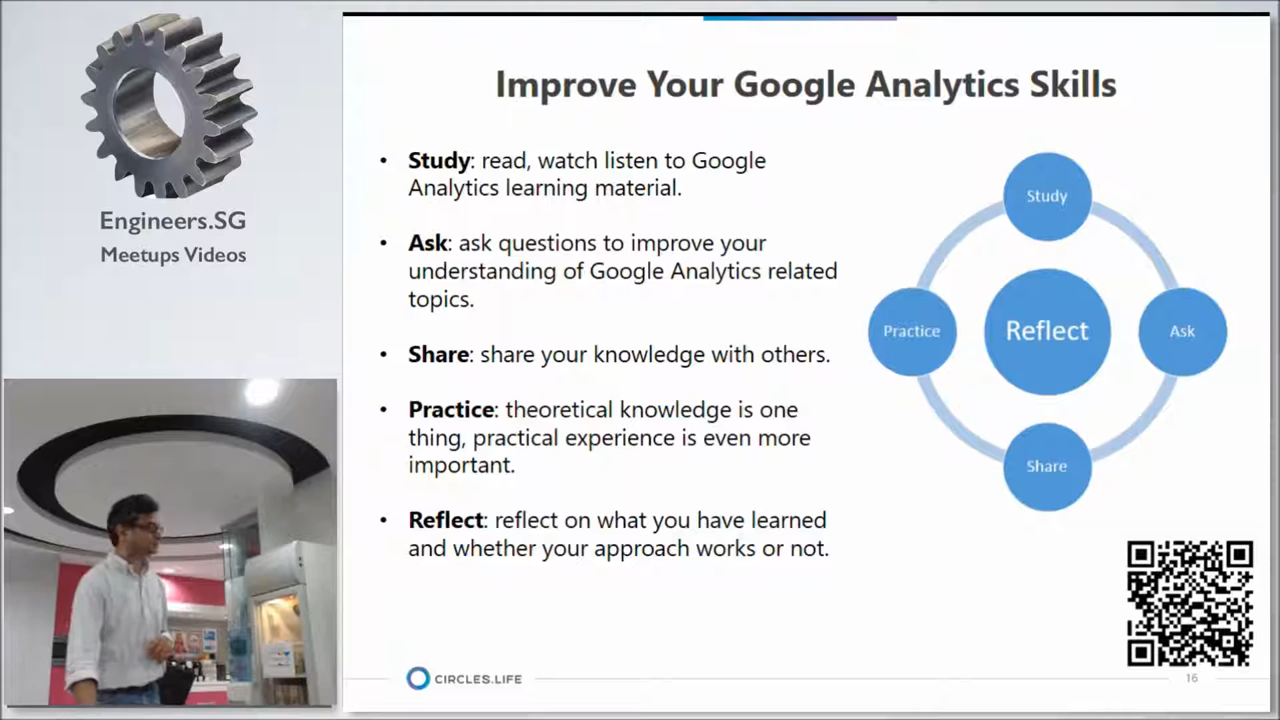 Engineers.SG
Meetups Videos
Improve Your Google Analytics Skills
• Study: read, watch listen to Google
Analytics learning material.
• Ask: ask questions to improve your
understanding of Google Analytics related
topics.
• Share: share your knowledge with others.
• Practice: theoretical knowledge is one
thing, practical experience is even more
important.
• Reflect: reflect on what you have learned
and whether your approach works or not.
Study
Practice
Reflect
Ask
Share
CIRCLES.LIFE
16